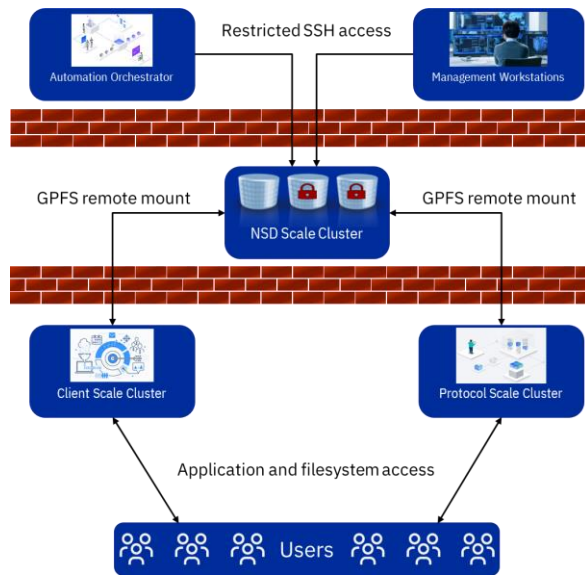 Restricted SSH access
Automation Orchestrator
Management Workstations
GPFS remote mount
GPFS remote mount
NSD Scale Cluster
Client Scale Cluster
Protocol Scale Cluster
Application and filesystem access
Users